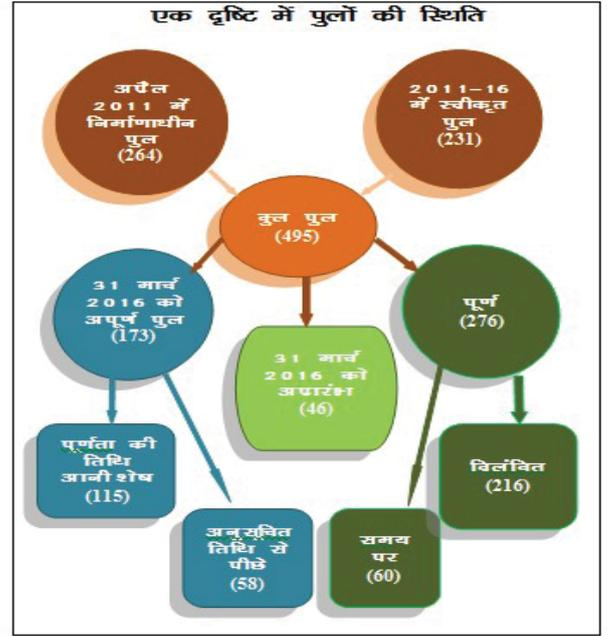 एक दृष्टि में पुलों की स्थिति
अप्रैल
2011 में
निर्माणाधीन
पुल
(264)
2011-16
में स्वीकृत
पुल
(231)
कुल पुल
(495)
31 मार्च
2016 को
अपूर्ण पुल
(173)
31 मार्च
2016 को
अप्रारंभ
(46)
पूर्ण
(276)
पूर्णता की
तिथि
आनी शेष
(115)
अनुसूचित
तिथि से
पीछे
(58)
समय
पर
(60)
विलंबित
(216)